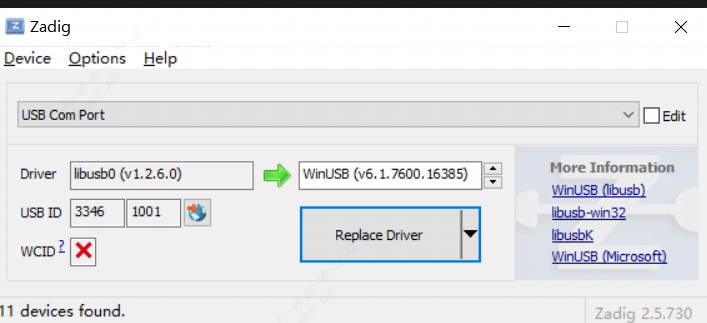 Zadig
Device Options Help
USB Com Port Edit
Driver libusb0 (v1.2.6.0) WinUSB (v6.1.7600.16385)
USB ID 3346 1001
WCID ?
Replace Driver
More Information
WinUSB (libusb)
libusb-win32
libusbK
WinUSB (Microsoft)
11 devices found.
Zadig 2.5.730